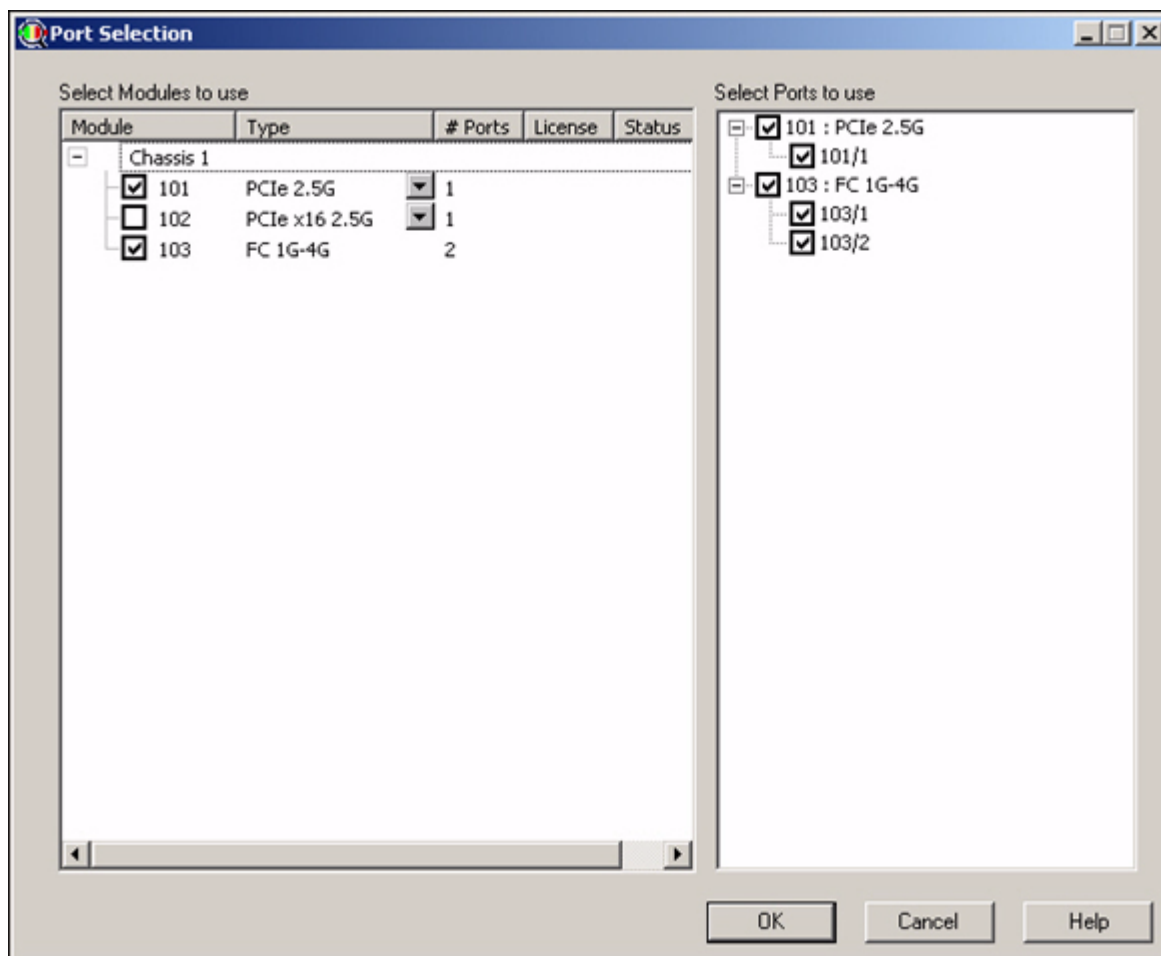 Port Selection
Select Modules to use
Module Type # Ports License Status
Chassis 1
101 PCIe 2.5G 1
102 PCIe x16 2.5G 1
103 FC 1G-4G 2
Select Ports to use
101 : PCIe 2.5G
101/1
103 : FC 1G-4G
103/1
103/2
OK Cancel Help